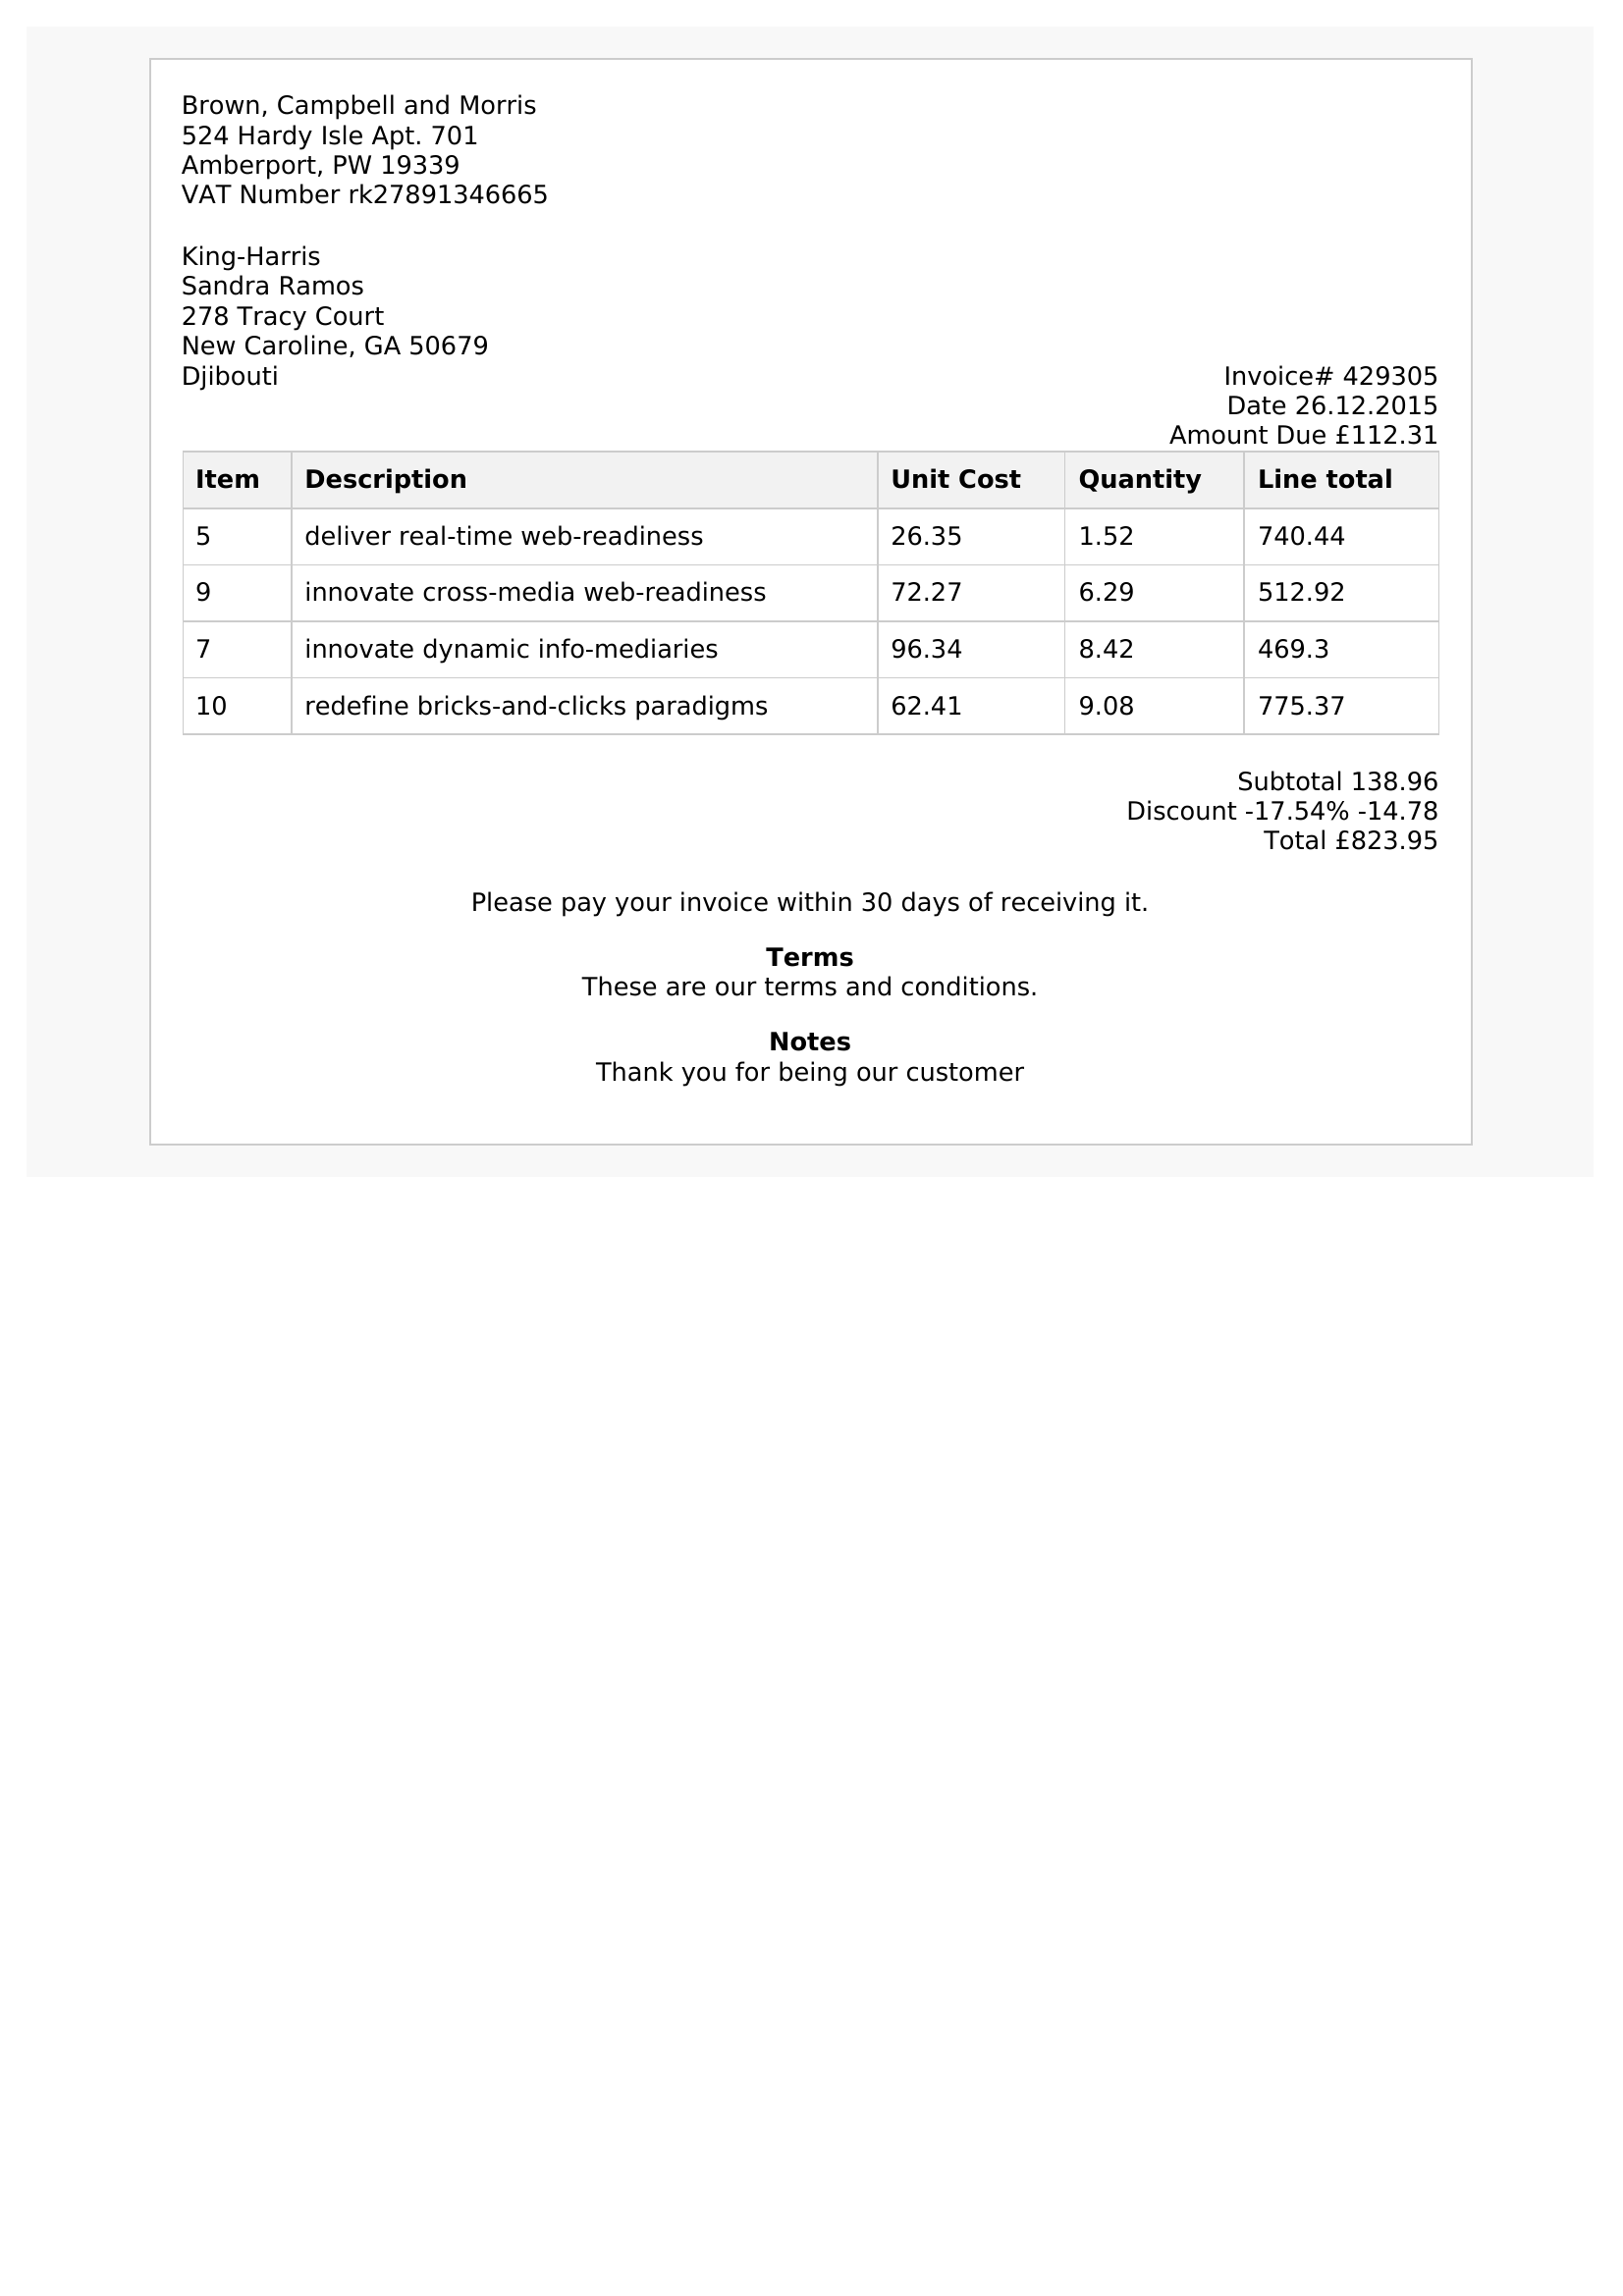 Brown, Campbell and Morris
524 Hardy Isle Apt. 701
Amberport, PW 19339
VAT Number rk27891346665
King-Harris
Sandra Ramos
278 Tracy Court
New Caroline, GA 50679
Djibouti
Invoice# 429305
Date 26.12.2015
Amount Due £112.31
Item Description Unit Cost Quantity Line total
5 deliver real-time web-readiness 26.35 1.52 740.44
9 innovate cross-media web-readiness 72.27 6.29 512.92
7 innovate dynamic info-mediaries 96.34 8.42 469.3
10 redefine bricks-and-clicks paradigms 62.41 9.08 775.37
Subtotal 138.96
Discount -17.54% -14.78
Total £823.95
Please pay your invoice within 30 days of receiving it.
Terms
These are our terms and conditions.
Notes
Thank you for being our customer